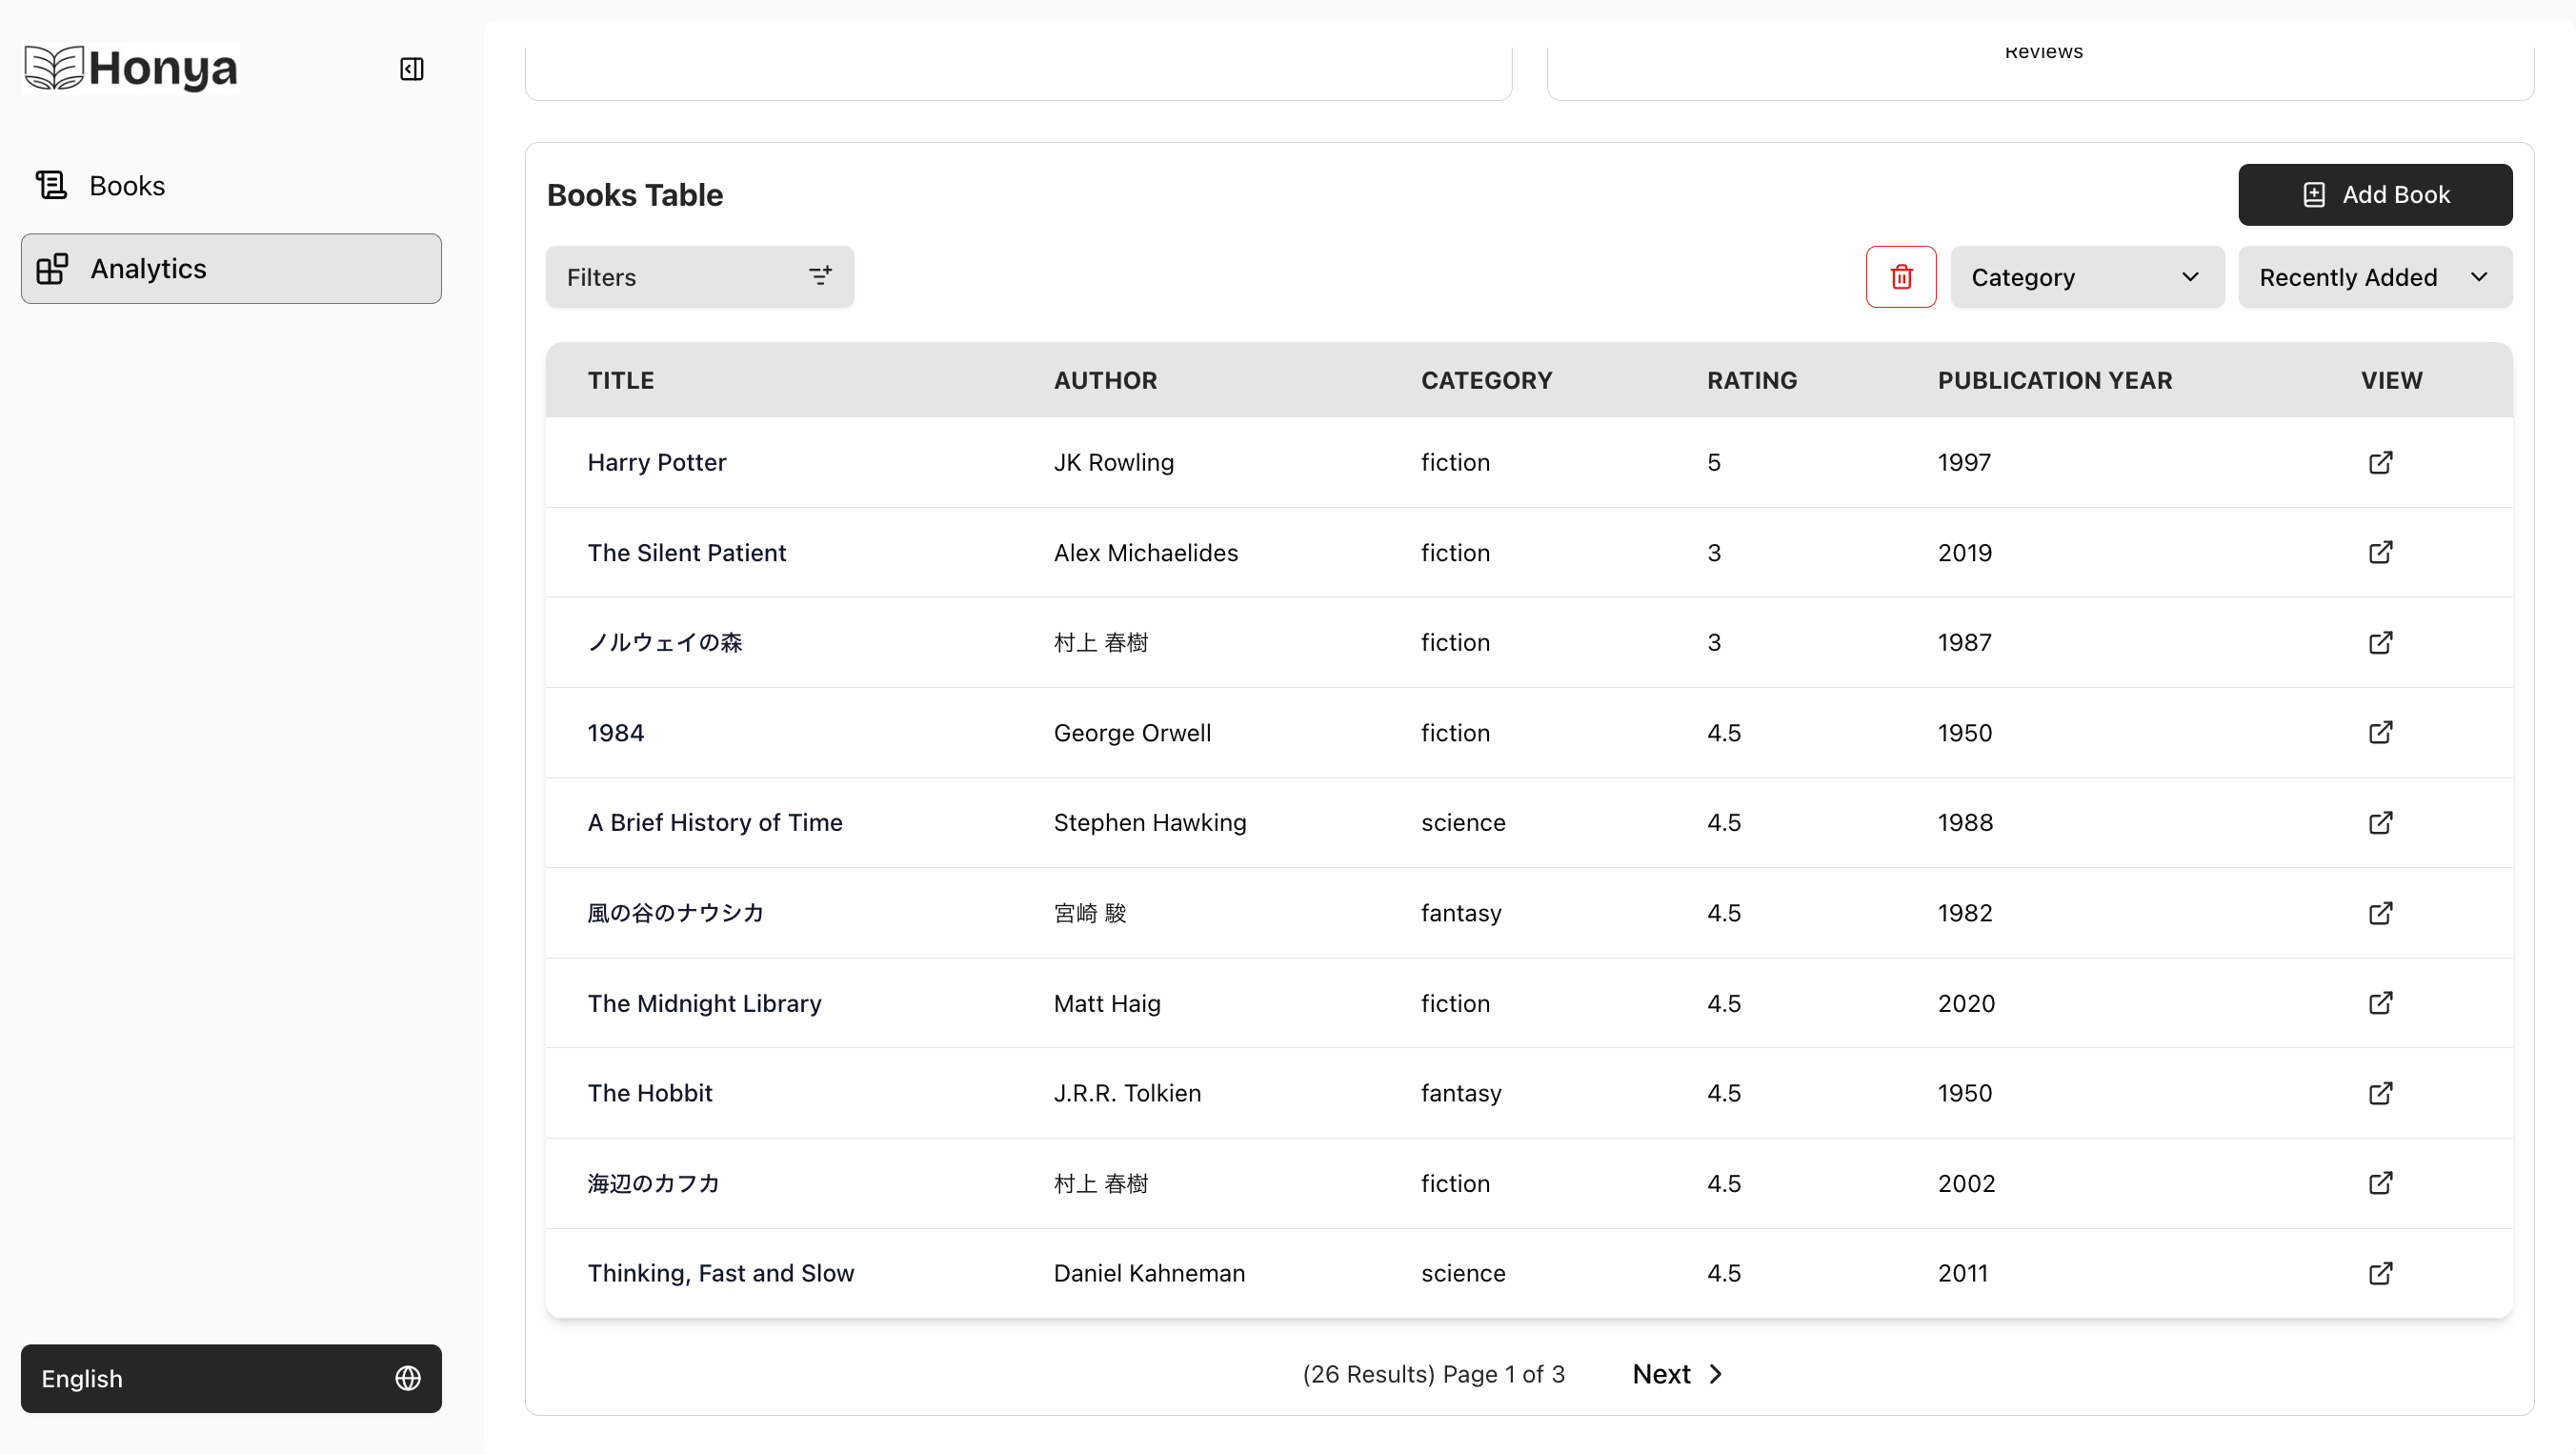 Honya
Books
Analytics
English
Reviews
Books Table
Add Book
Filters
Category
Recently Added
TITLE AUTHOR CATEGORY RATING PUBLICATION YEAR VIEW
Harry Potter JK Rowling fiction 5 1997
The Silent Patient Alex Michaelides fiction 3 2019
ノルウェイの森 村上 春樹 fiction 3 1987
1984 George Orwell fiction 4.5 1950
A Brief History of Time Stephen Hawking science 4.5 1988
風の谷のナウシカ 宮崎 駿 fantasy 4.5 1982
The Midnight Library Matt Haig fiction 4.5 2020
The Hobbit J.R.R. Tolkien fantasy 4.5 1950
海辺のカフカ 村上 春樹 fiction 4.5 2002
Thinking, Fast and Slow Daniel Kahneman science 4.5 2011
(26 Results) Page 1 of 3 Next